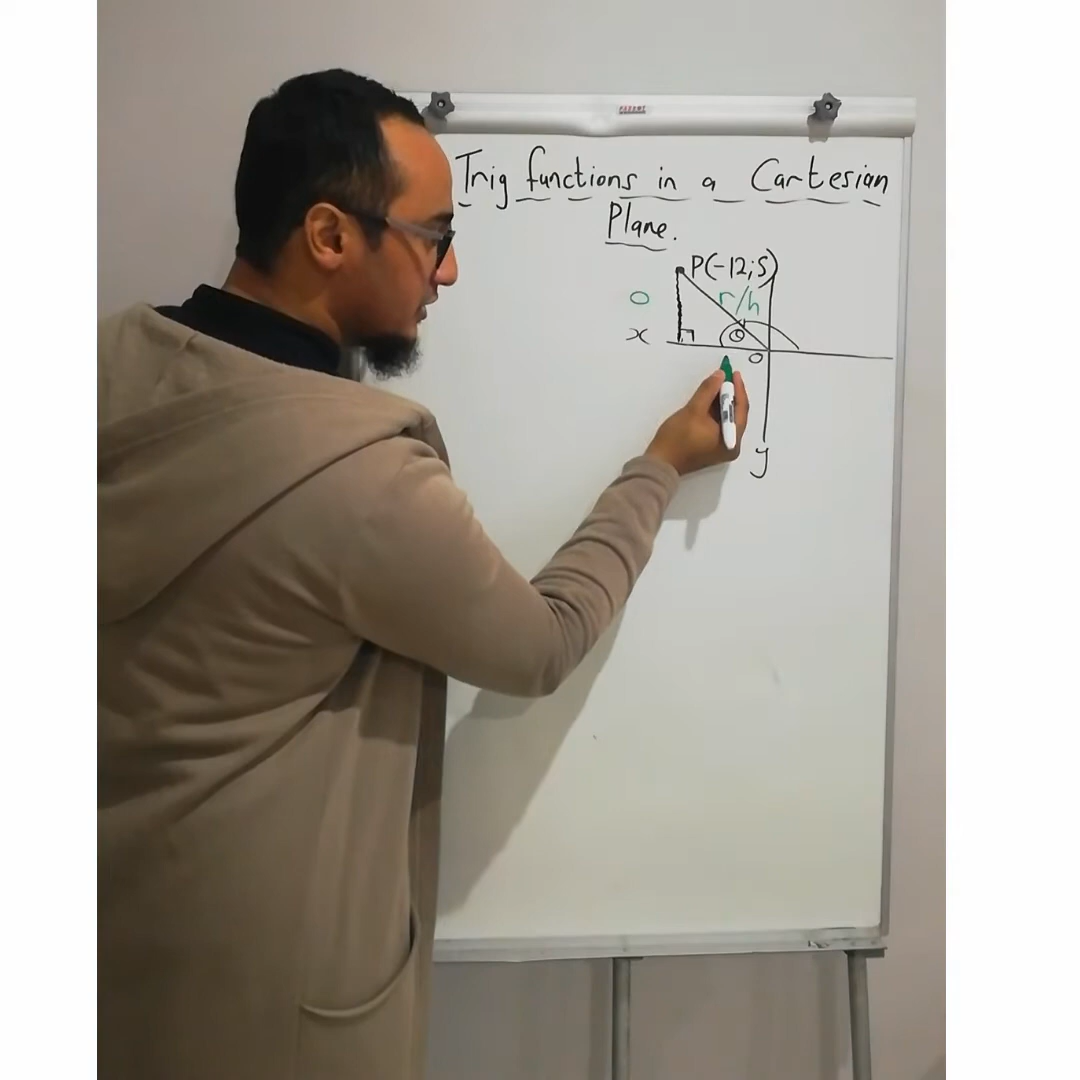 Trig functions in a Cartesian
Plane.
P(-12;5)
O r/h
x θ
O
y